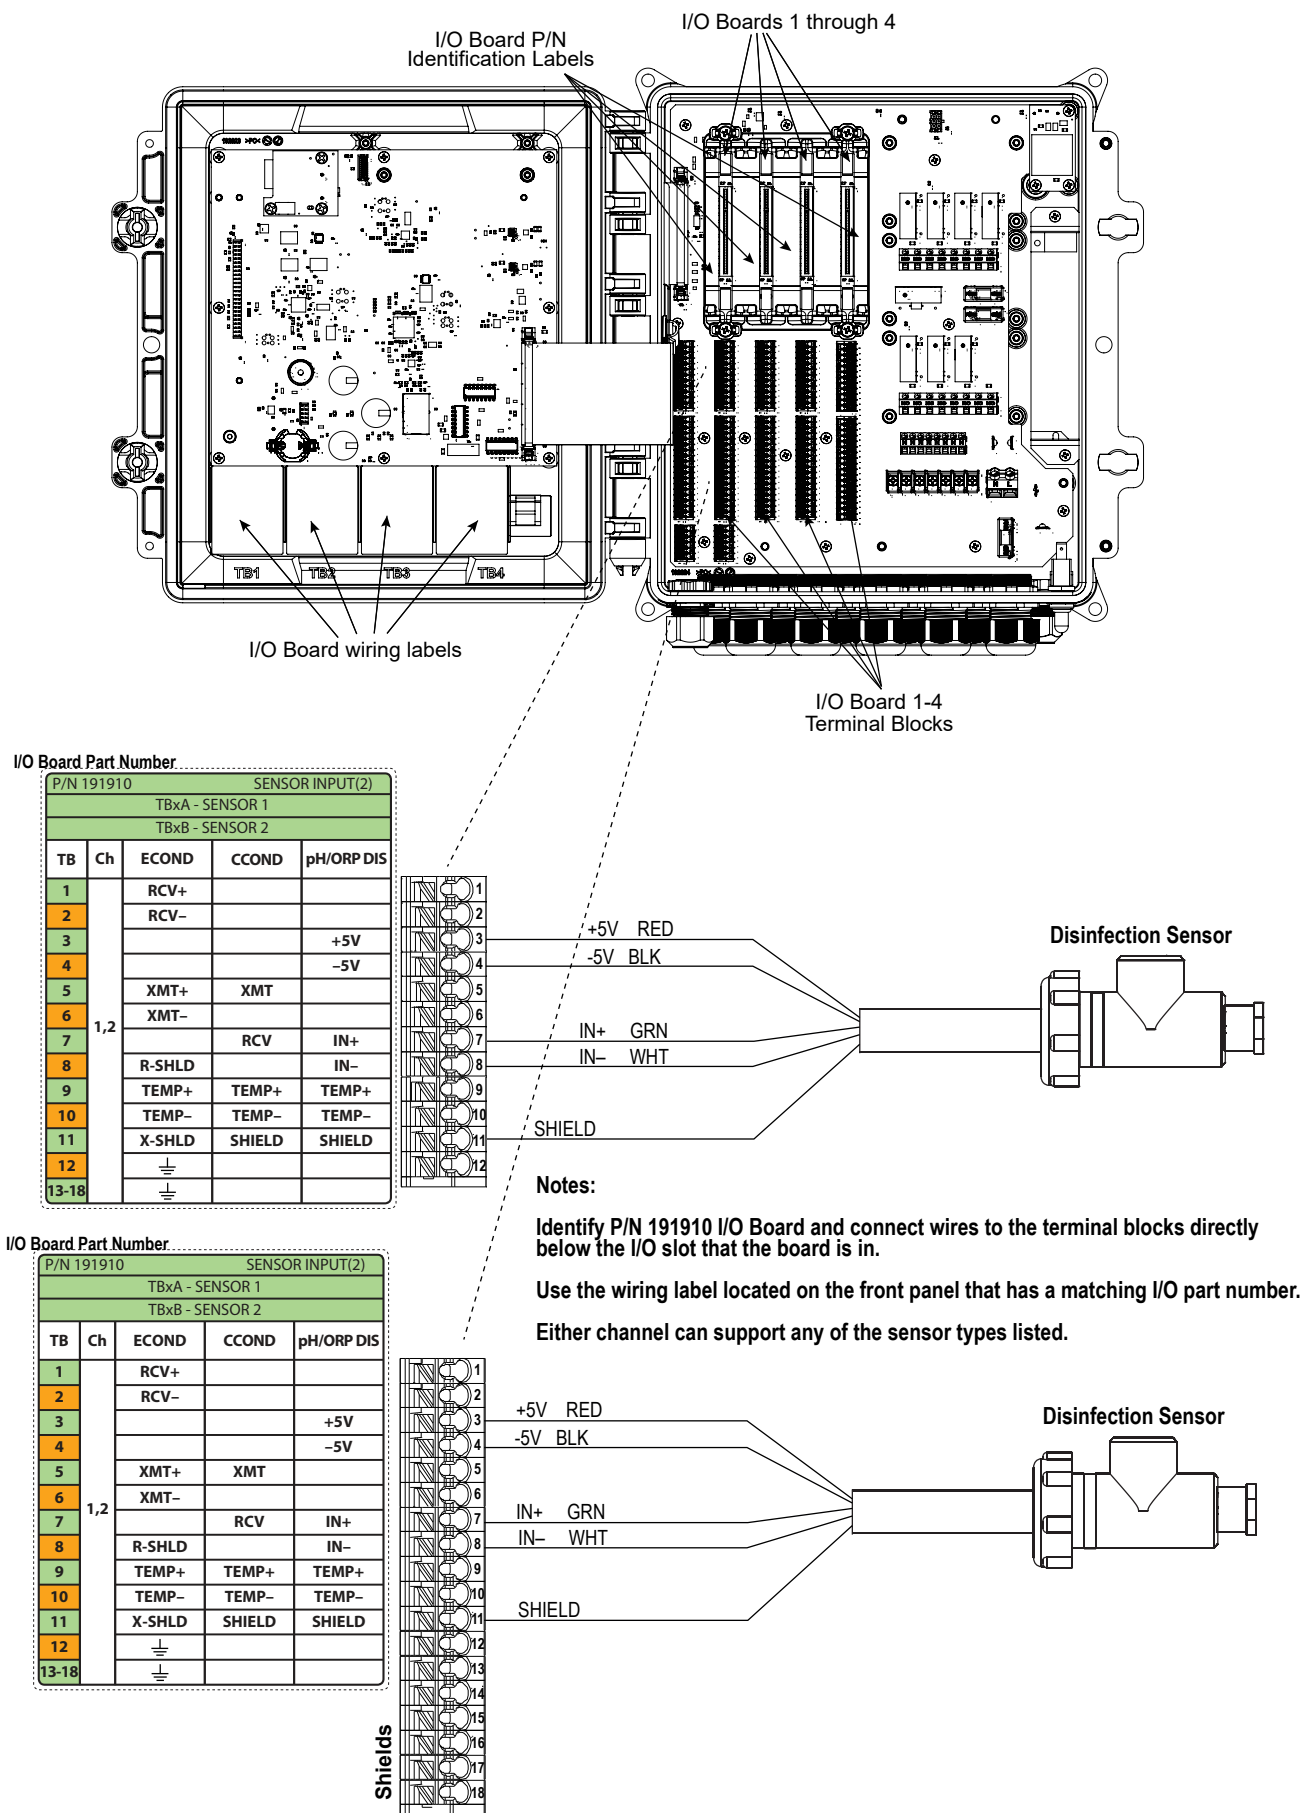 I/O Boards 1 through 4
I/O Board P/N
Identification Labels
TB1 TB2 TB3 TB4
I/O Board wiring labels
I/O Board 1-4
Terminal Blocks
I/O Board Part Number
P/N 191910 SENSOR INPUT(2)
TBxA - SENSOR 1
TBxB - SENSOR 2
TB Ch ECOND CCOND pH/ORP DIS
1 RCV+
2 RCV–
3 +5V
4 –5V
5 XMT+ XMT
6 XMT–
1,2
7 RCV IN+
8 R-SHLD IN–
9 TEMP+ TEMP+ TEMP+
10 TEMP– TEMP– TEMP–
11 X-SHLD SHIELD SHIELD
12
13-18
1
2
3
4
5
6
7
8
9
10
11
12
+5V RED
-5V BLK
IN+ GRN
IN– WHT
SHIELD
Disinfection Sensor
Notes:
Identify P/N 191910 I/O Board and connect wires to the terminal blocks directly
below the I/O slot that the board is in.
Use the wiring label located on the front panel that has a matching I/O part number.
Either channel can support any of the sensor types listed.
I/O Board Part Number
P/N 191910 SENSOR INPUT(2)
TBxA - SENSOR 1
TBxB - SENSOR 2
TB Ch ECOND CCOND pH/ORP DIS
1 RCV+
2 RCV–
3 +5V
4 –5V
5 XMT+ XMT
6 XMT–
1,2
7 RCV IN+
8 R-SHLD IN–
9 TEMP+ TEMP+ TEMP+
10 TEMP– TEMP– TEMP–
11 X-SHLD SHIELD SHIELD
12
13-18
1
2
3
4
5
6
7
8
9
10
11
12
13
14
15
16
17
18
Shields
+5V RED
-5V BLK
IN+ GRN
IN– WHT
SHIELD
Disinfection Sensor